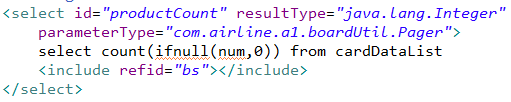 <select id="productCount" resultType="java.lang.Integer"
parameterType="com.airline.a1.boardUtil.Pager">
select count(ifnull(num,0)) from cardDataList
<include refid="bs"></include>
</select>